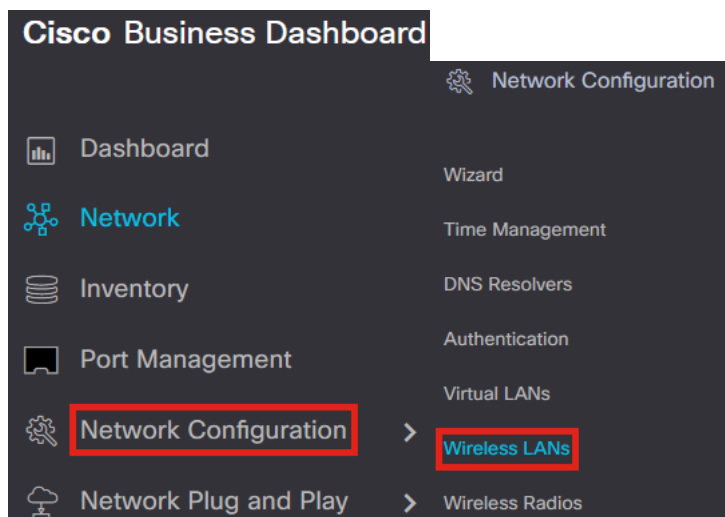 Cisco Business Dashboard
Dashboard
Network
Inventory
Port Management
Network Configuration
Network Plug and Play
Network Configuration
Wizard
Time Management
DNS Resolvers
Authentication
Virtual LANs
Wireless LANs
Wireless Radios